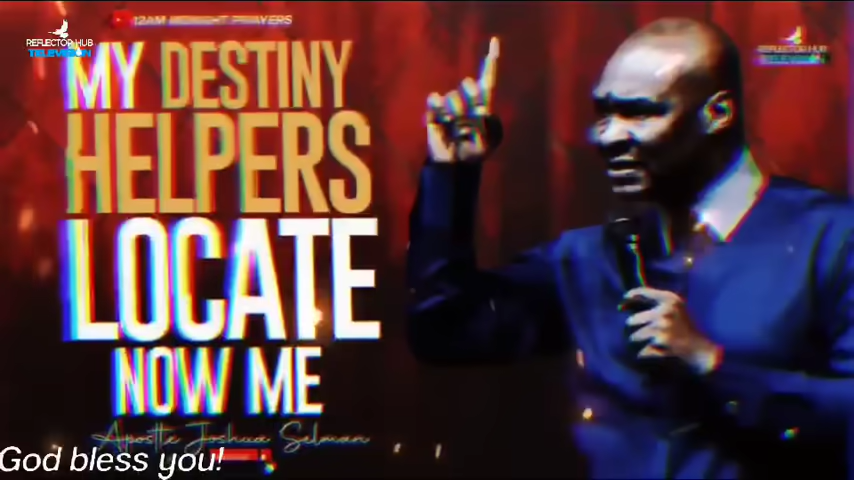 12AM MIDNIGHT PRAYERS
REFLECTOR HUB
TELEVISION
REFLECTOR HUB
TELEVISION
MY DESTINY
HELPERS
LOCATE
NOW ME
Apostle Joshua Selman
God bless you!